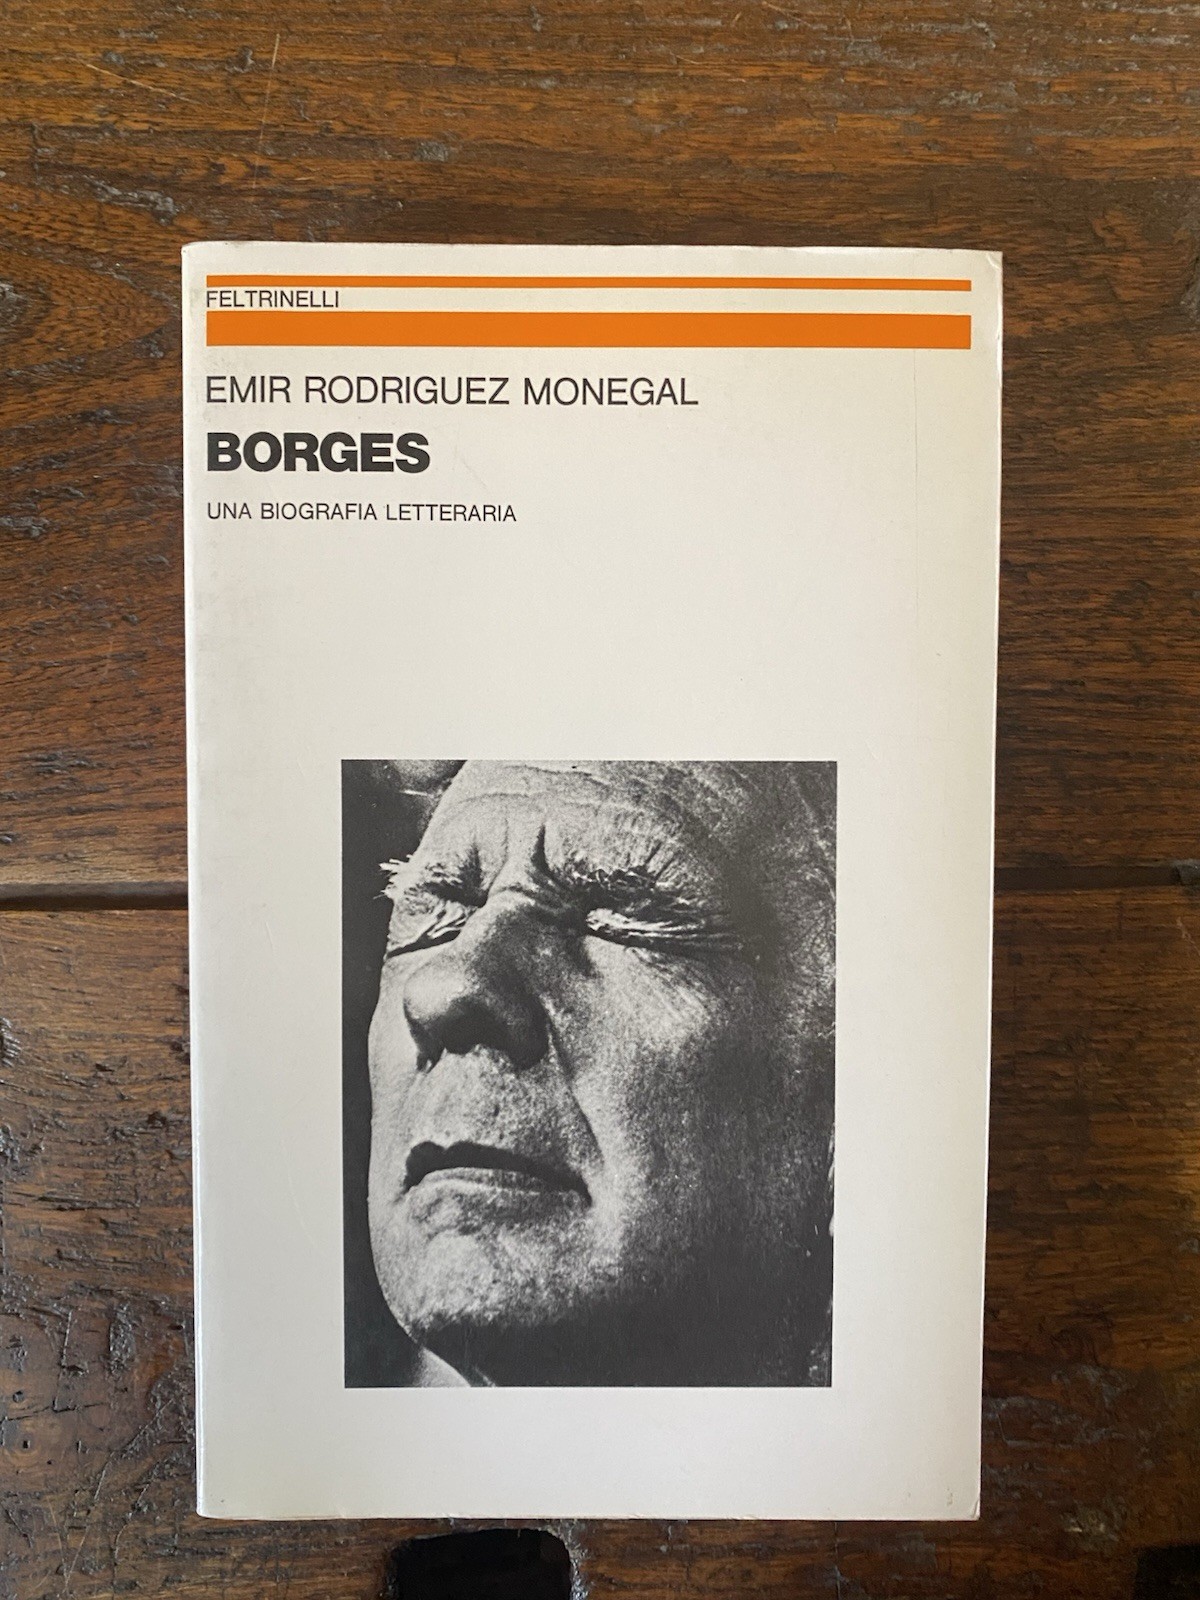 FELTRINELLI
EMIR RODRIGUEZ MONEGAL
BORGES
UNA BIOGRAFIA LETTERARIA